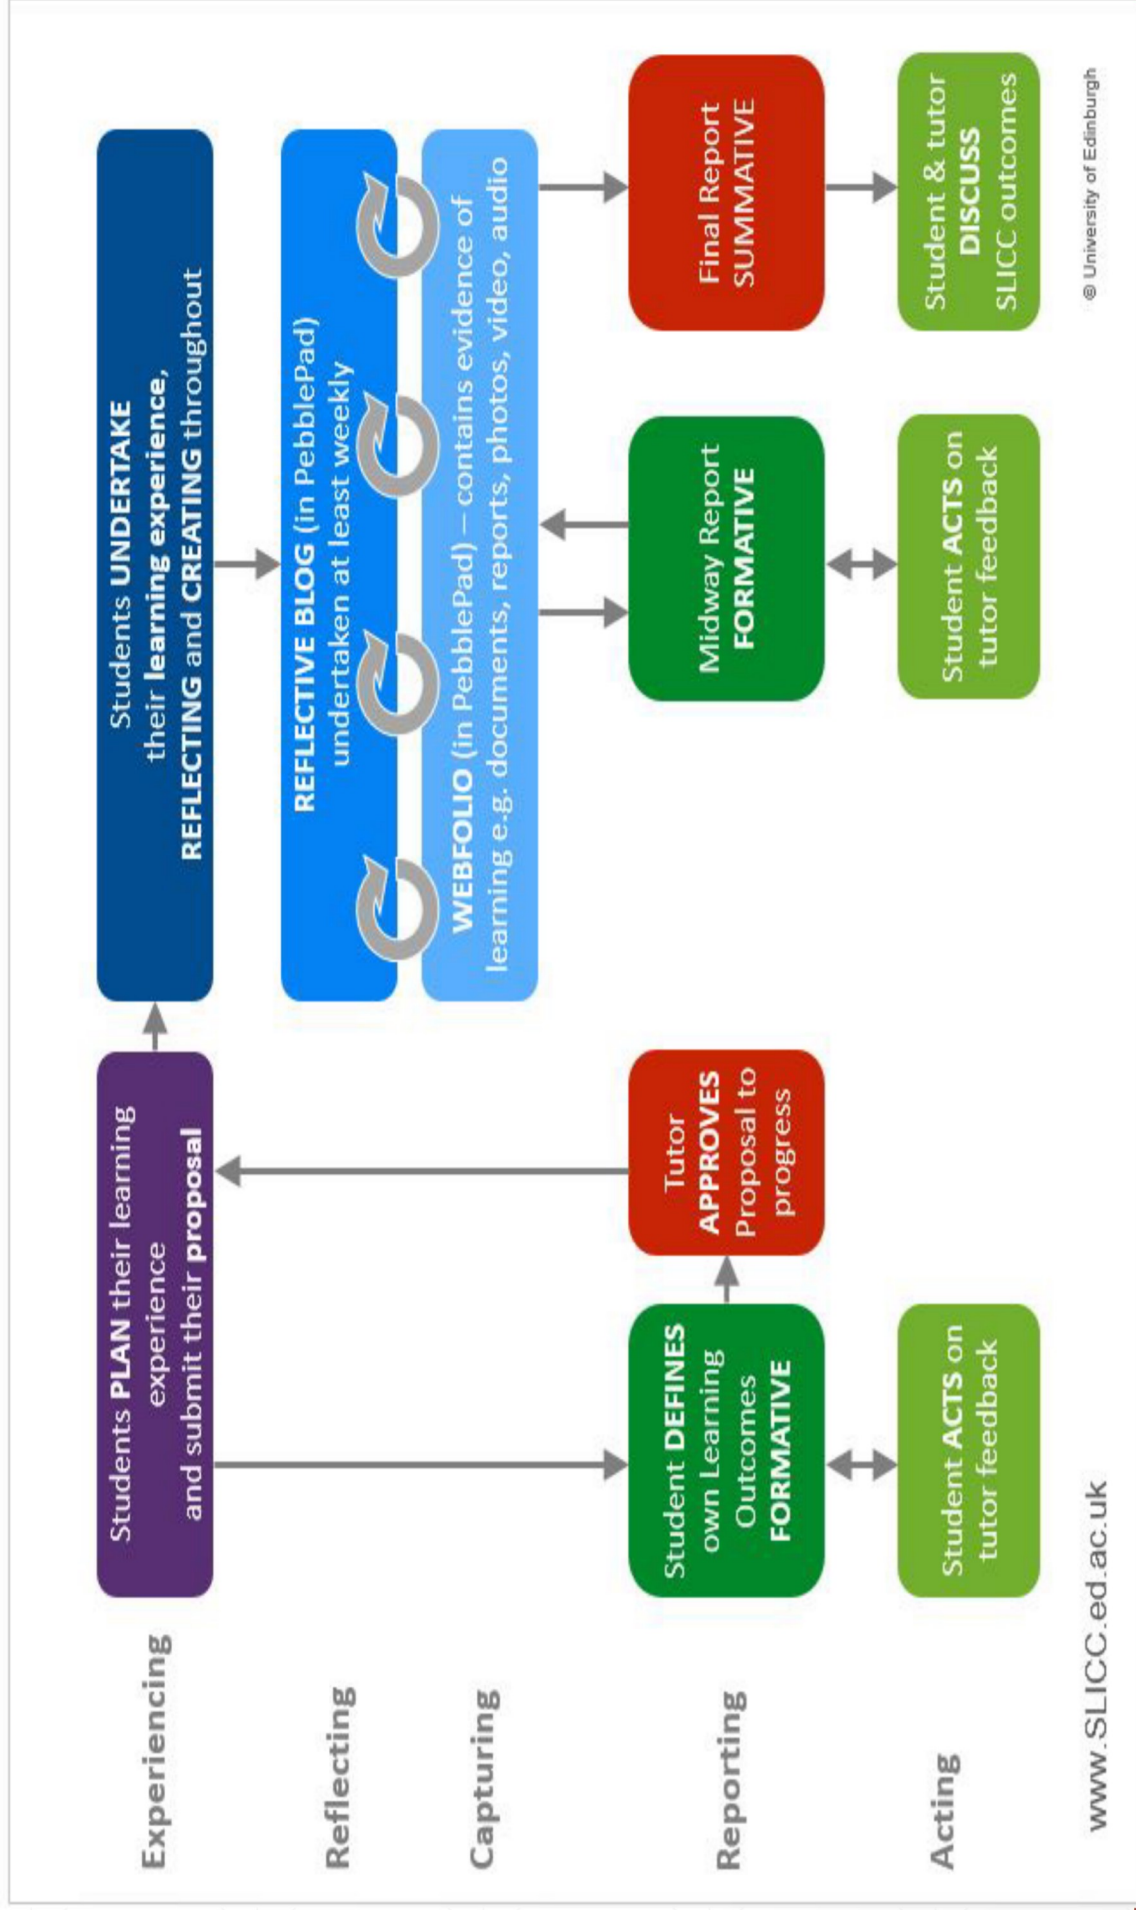 Experiencing
Students PLAN their learning
experience
and submit their proposal
Students UNDERTAKE
their learning experience,
REFLECTING and CREATING throughout
Reflecting
REFLECTIVE BLOG (in PebblePad)
undertaken at least weekly
Capturing
WEBFOLIO (in PebblePad) – contains evidence of
learning e.g. documents, reports, photos, video, audio
Reporting
Student DEFINES
own Learning
Outcomes
FORMATIVE
Tutor
APPROVES
Proposal to
progress
Midway Report
FORMATIVE
Final Report
SUMMATIVE
Acting
Student ACTS on
tutor feedback
Student ACTS on
tutor feedback
Student & tutor
DISCUSS
SLICC outcomes
www.SLICC.ed.ac.uk
© University of Edinburgh